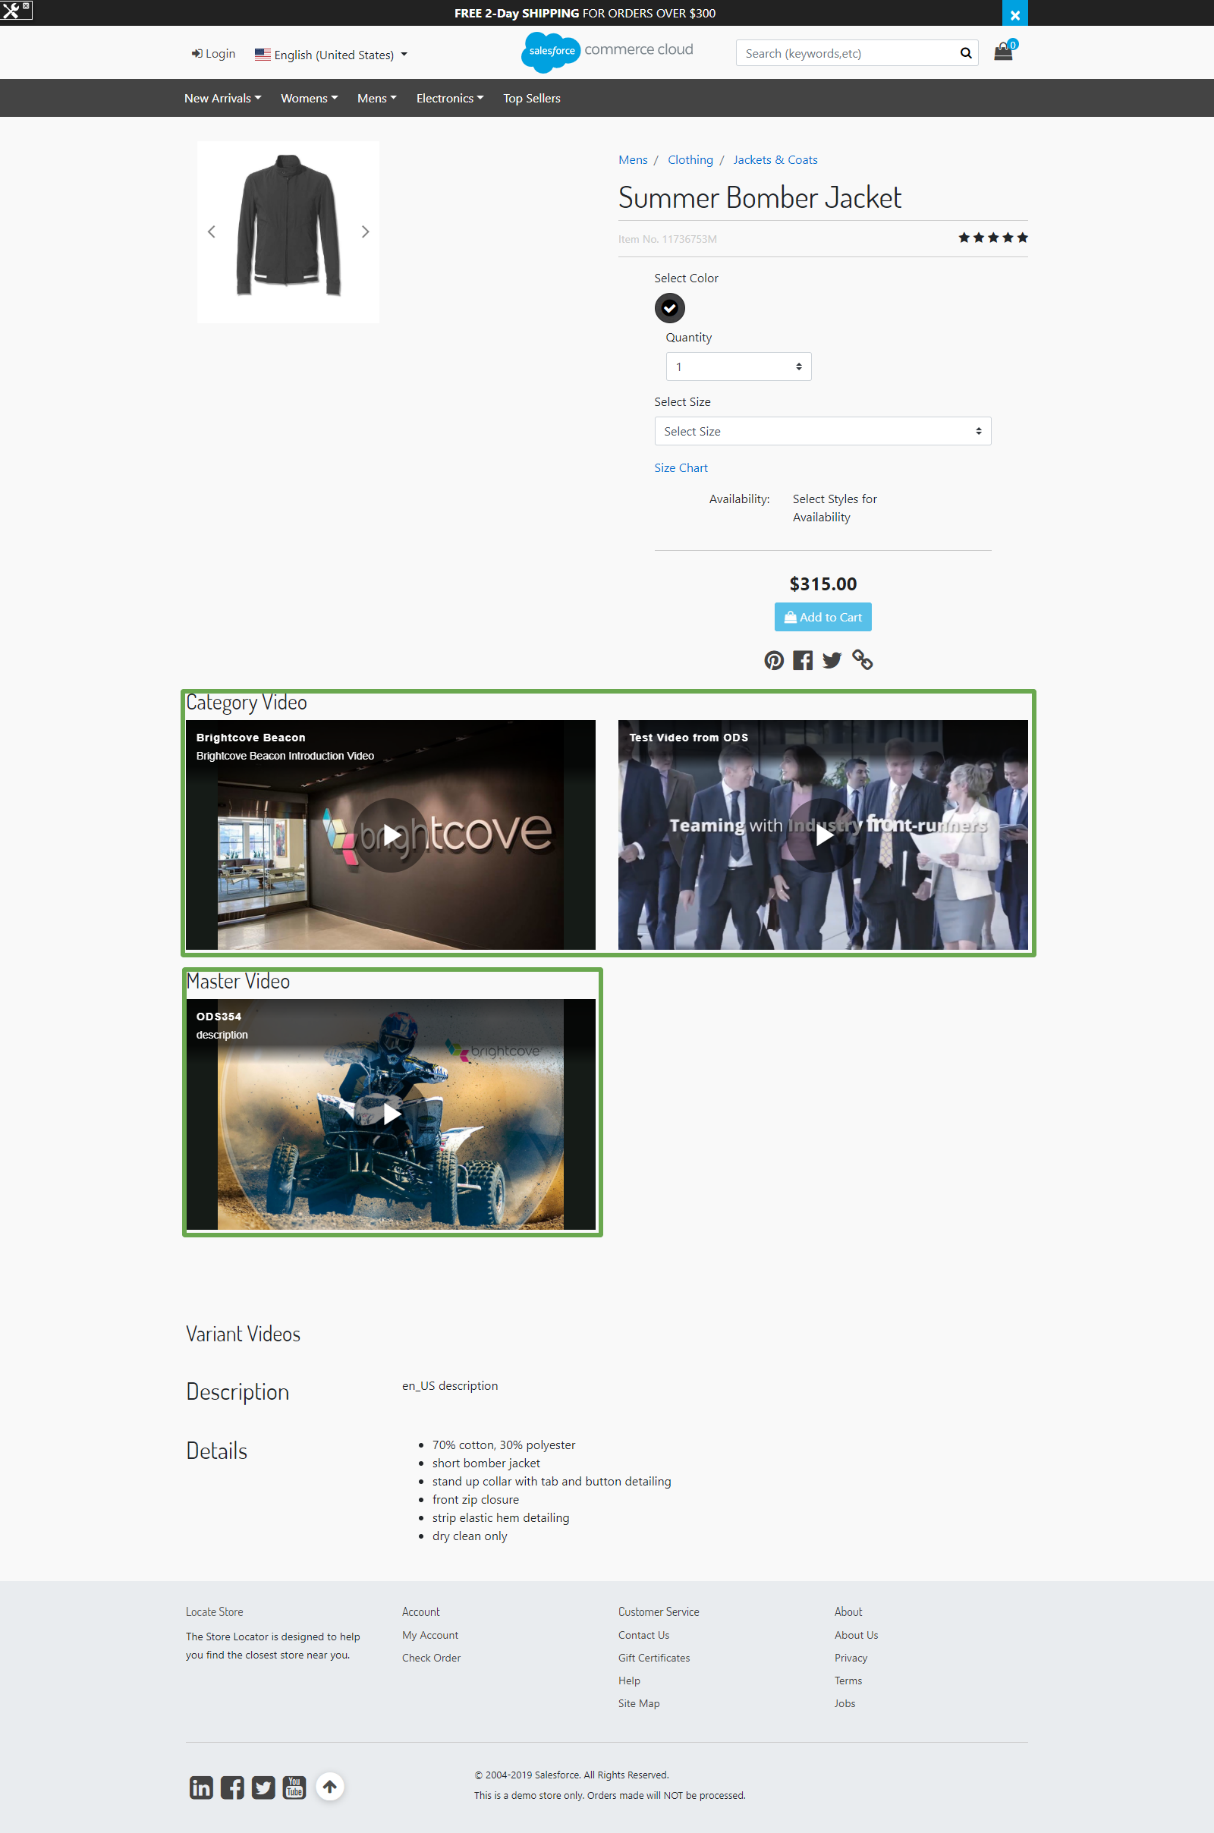 FREE 2-Day SHIPPING FOR ORDERS OVER $300
Login
English (United States)
salesforce commerce cloud
Search (keywords,etc)
0
New Arrivals Womens Mens Electronics Top Sellers
Mens / Clothing / Jackets & Coats
Summer Bomber Jacket
Item No. 11736753M
Select Color
Quantity
1
Select Size
Select Size
Size Chart
Availability: Select Styles for
Availability
$315.00
Add to Cart
Category Video
Brightcove Beacon
Brightcove Beacon Introduction Video
brightcove
Test Video from ODS
Teaming with Industry front-runners
Master Video
ODS354
description
brightcove
Variant Videos
Description
en_US description
Details
• 70% cotton, 30% polyester
• short bomber jacket
• stand up collar with tab and button detailing
• front zip closure
• strip elastic hem detailing
• dry clean only
Locate Store
The Store Locator is designed to help
you find the closest store near you.
Account
My Account
Check Order
Customer Service
Contact Us
Gift Certificates
Help
Site Map
About
About Us
Privacy
Terms
Jobs
in
You
Tube
© 2004-2019 Salesforce. All Rights Reserved.
This is a demo store only. Orders made will NOT be processed.